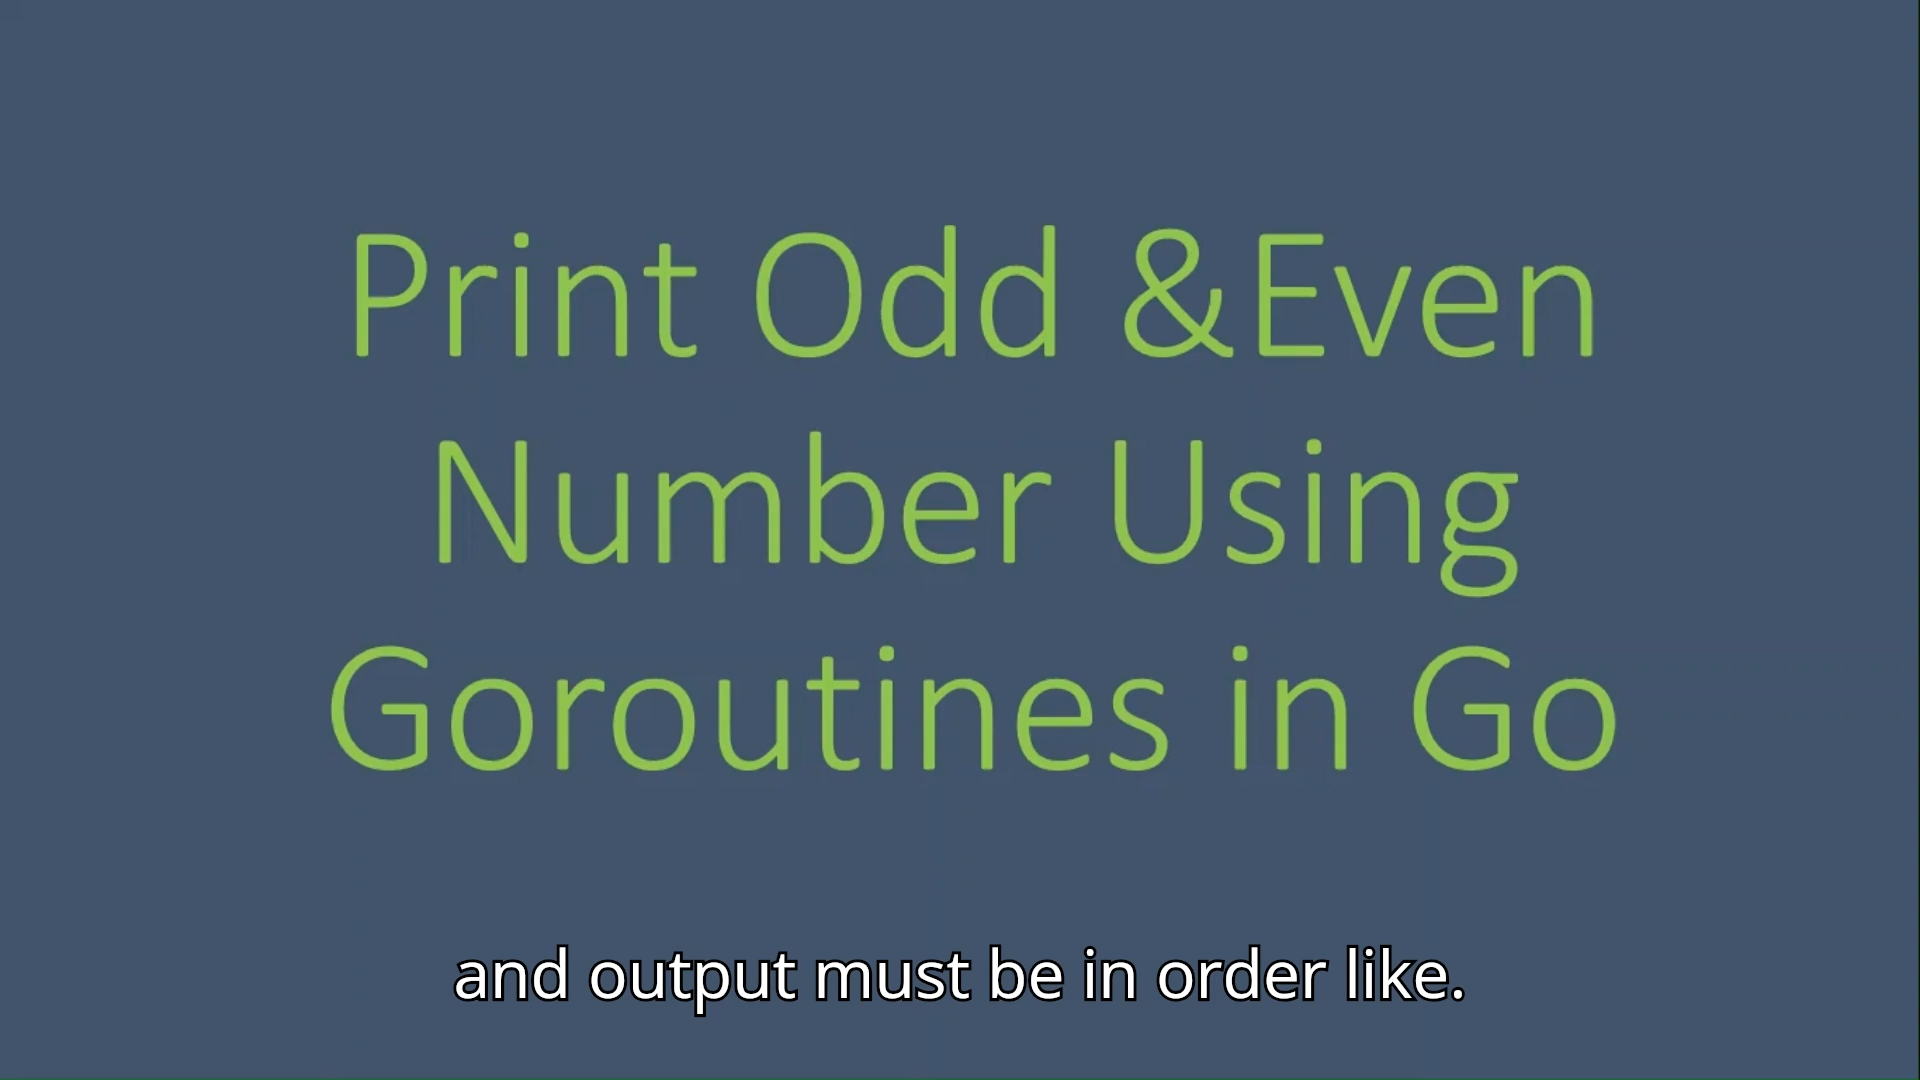 Print Odd &Even
Number Using
Goroutines in Go
and output must be in order like.